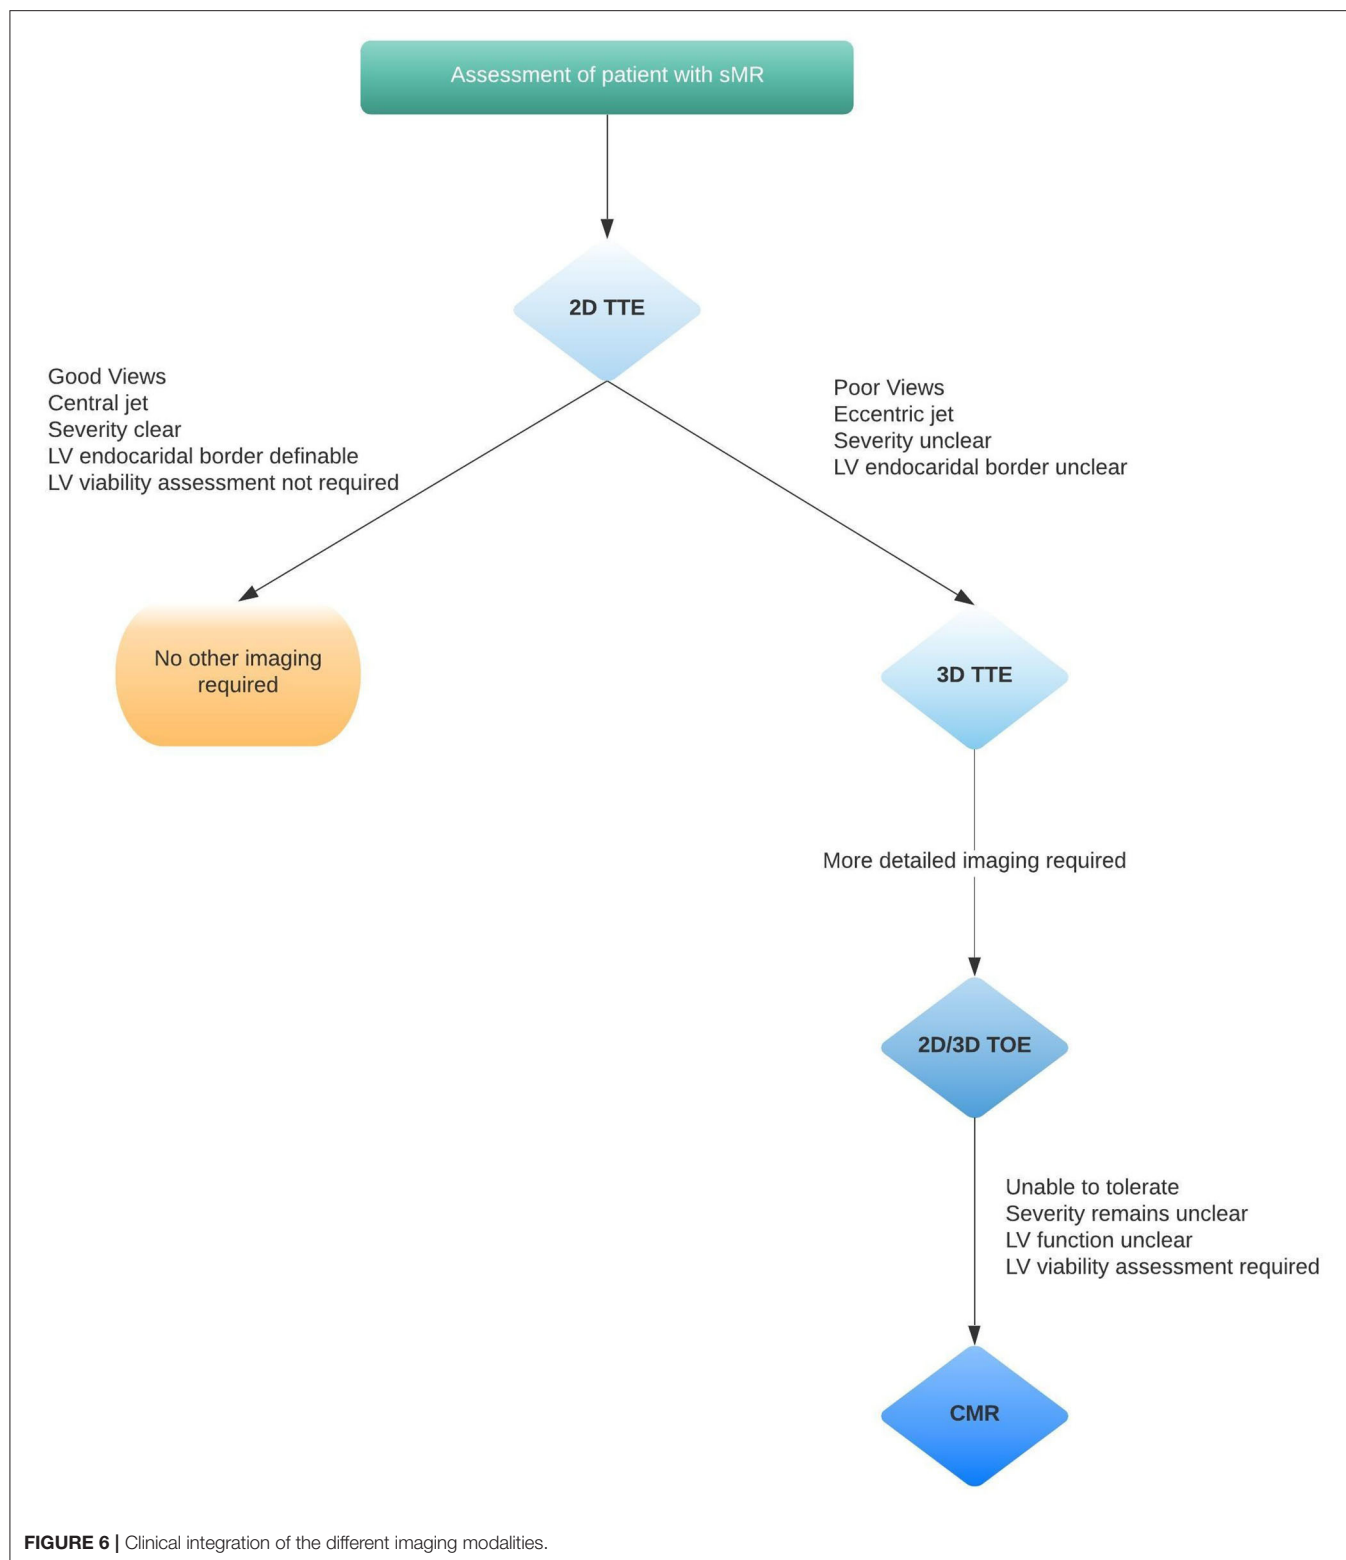 Assessment of patient with sMR
2D TTE
Good Views
Central jet
Severity clear
LV endocaridal border definable
LV viability assessment not required
Poor Views
Eccentric jet
Severity unclear
LV endocaridal border unclear
No other imaging
required
3D TTE
More detailed imaging required
2D/3D TOE
Unable to tolerate
Severity remains unclear
LV function unclear
LV viability assessment required
CMR
FIGURE 6 | Clinical integration of the different imaging modalities.